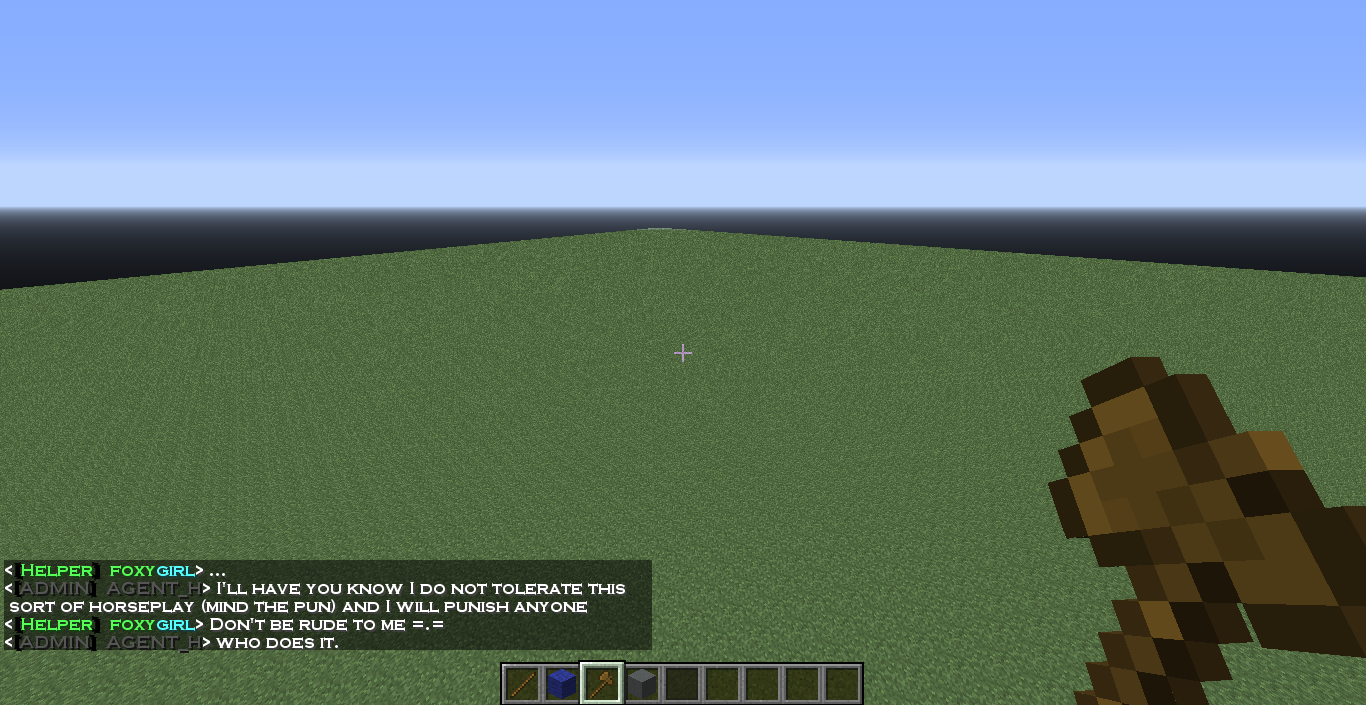 <[Helper] foxygirl> ...
<[ADMIN] AGENT_H> I'll have you know I do not tolerate this
sort of horseplay (mind the pun) and I will punish anyone
<[Helper] foxygirl> Don't be rude to me =.=
<[ADMIN] AGENT_H> who does it.